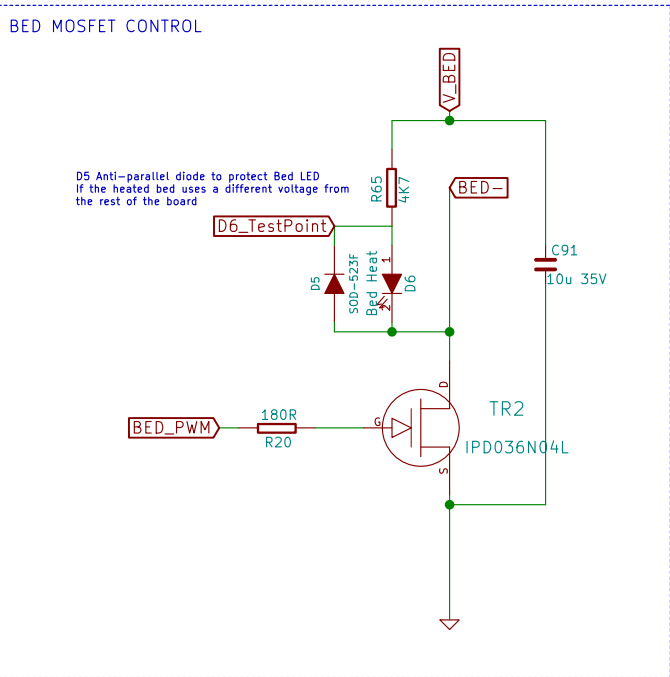 BED MOSFET CONTROL
V_BED
D5 Anti-parallel diode to protect Bed LED
If the heated bed uses a different voltage from
the rest of the board
R65
4K7
BED-
D6_TestPoint
C91
10u 35V
D5
SOD-523F
Bed Heat
1
2
D6
D
TR2
180R
BED_PWM
G
R20
IPD036N04L
S